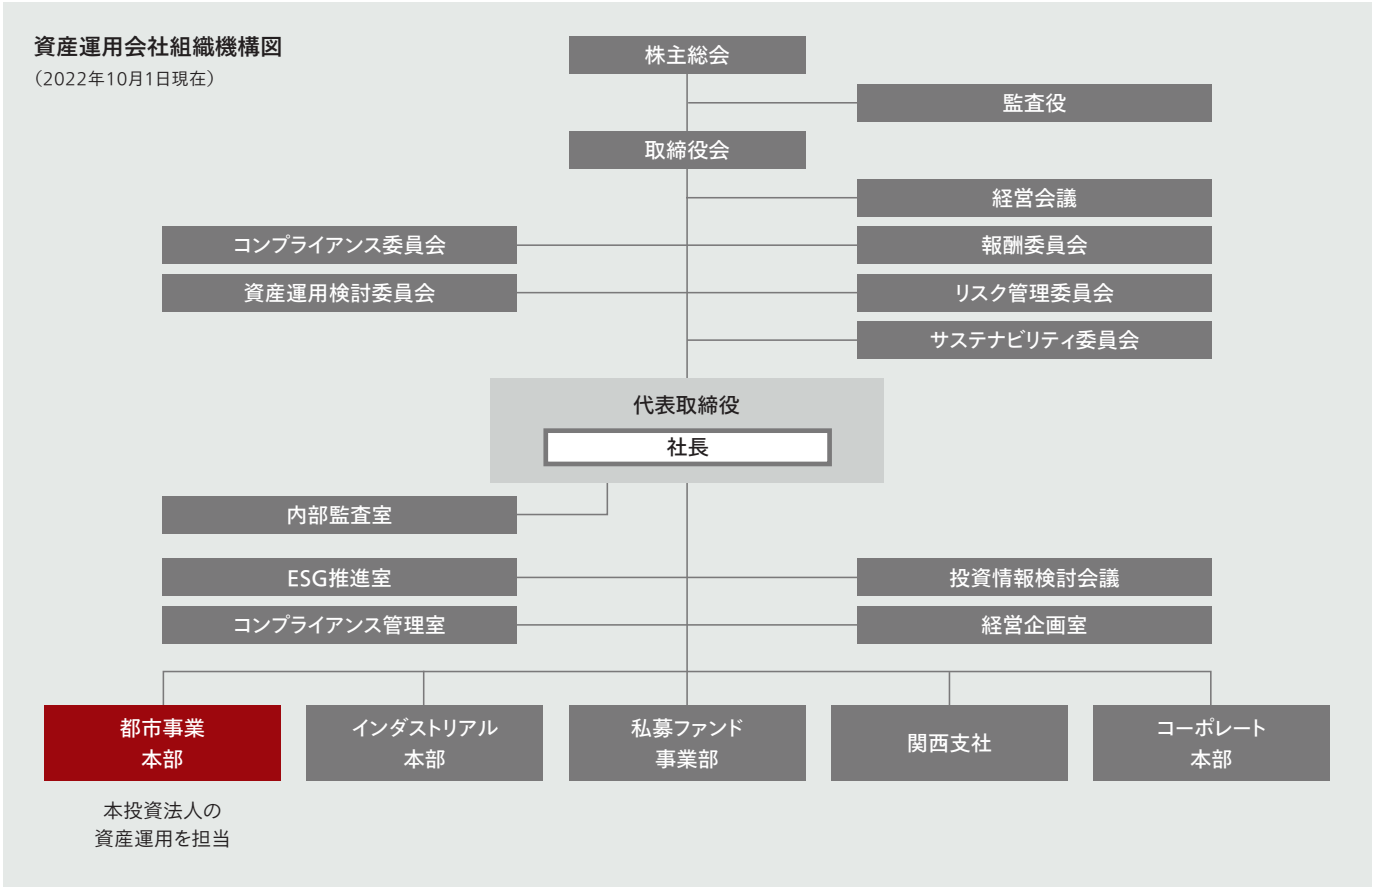 資産運用会社組織機構図
（2022年10月1日現在）
株主総会
監査役
取締役会
経営会議
コンプライアンス委員会
報酬委員会
資産運用検討委員会
リスク管理委員会
サステナビリティ委員会
代表取締役
社長
内部監査室
ESG推進室
投資情報検討会議
コンプライアンス管理室
経営企画室
都市事業
本部
インダストリアル
本部
私募ファンド
事業部
関西支社
コーポレート
本部
本投資法人の
資産運用を担当